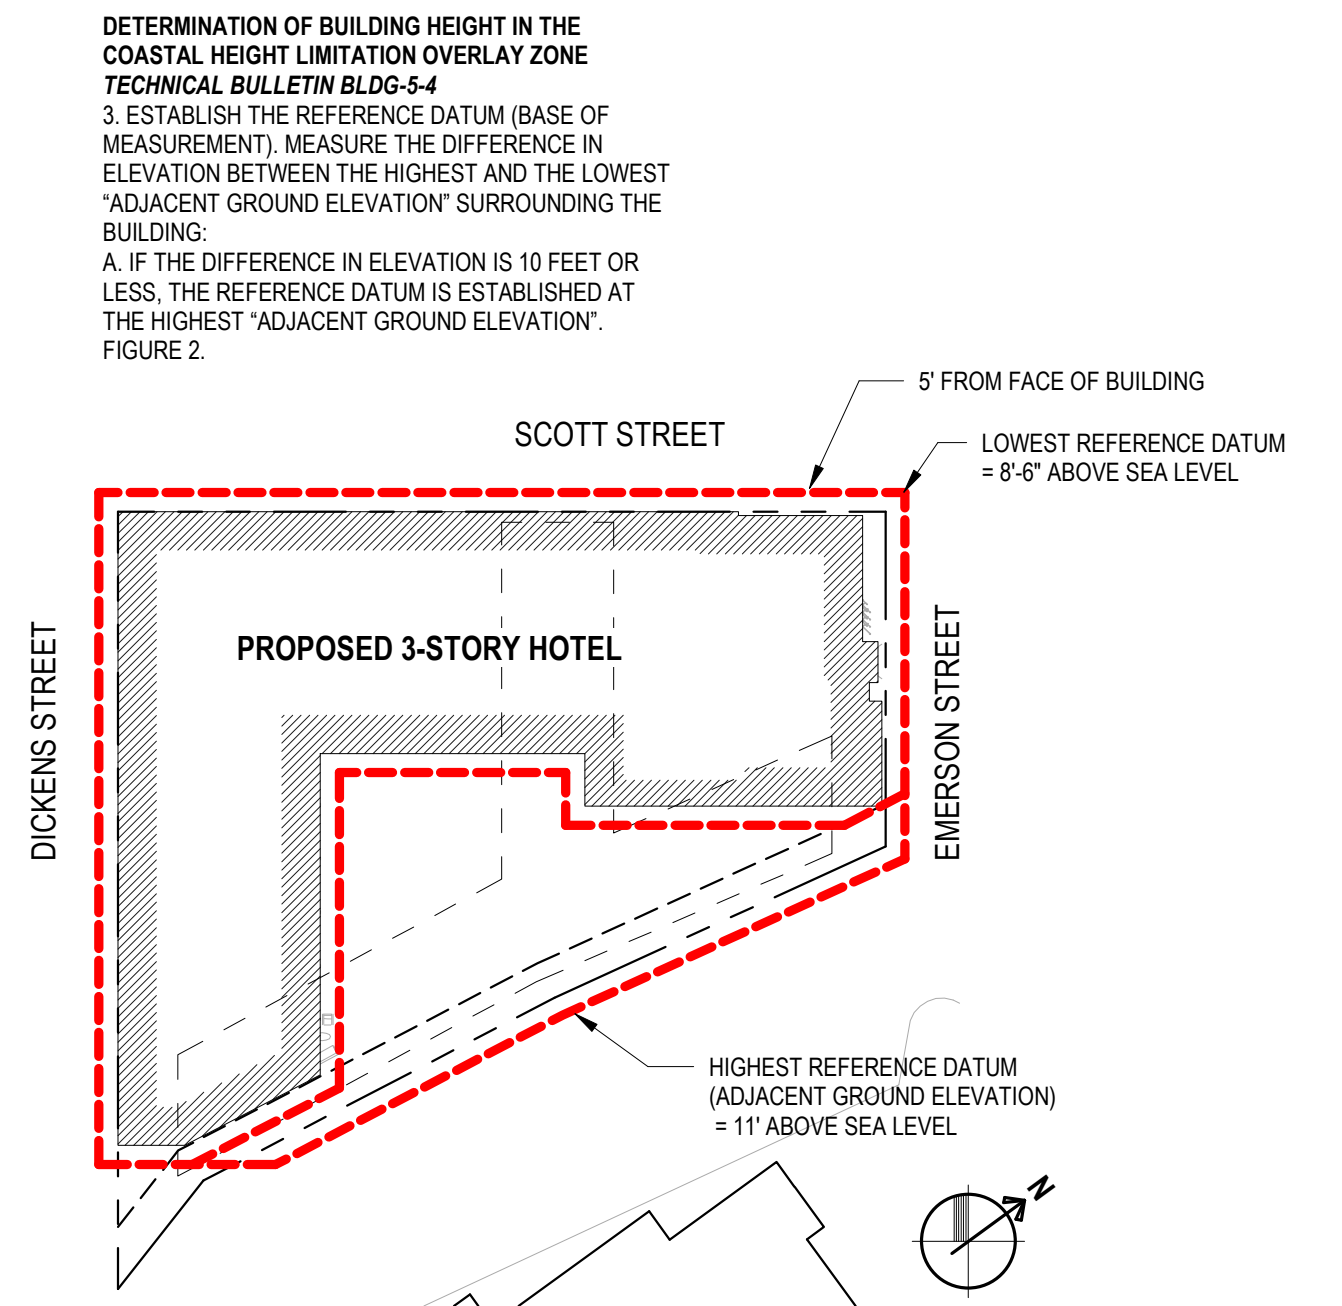 DETERMINATION OF BUILDING HEIGHT IN THE
COASTAL HEIGHT LIMITATION OVERLAY ZONE
TECHNICAL BULLETIN BLDG-5-4
3. ESTABLISH THE REFERENCE DATUM (BASE OF
MEASUREMENT). MEASURE THE DIFFERENCE IN
ELEVATION BETWEEN THE HIGHEST AND THE LOWEST
“ADJACENT GROUND ELEVATION” SURROUNDING THE
BUILDING:
A. IF THE DIFFERENCE IN ELEVATION IS 10 FEET OR
LESS, THE REFERENCE DATUM IS ESTABLISHED AT
THE HIGHEST “ADJACENT GROUND ELEVATION”.
FIGURE 2.
5' FROM FACE OF BUILDING
SCOTT STREET
LOWEST REFERENCE DATUM
= 8'-6" ABOVE SEA LEVEL
PROPOSED 3-STORY HOTEL
DICKENS STREET
EMERSON STREET
HIGHEST REFERENCE DATUM
(ADJACENT GROUND ELEVATION)
= 11' ABOVE SEA LEVEL
N